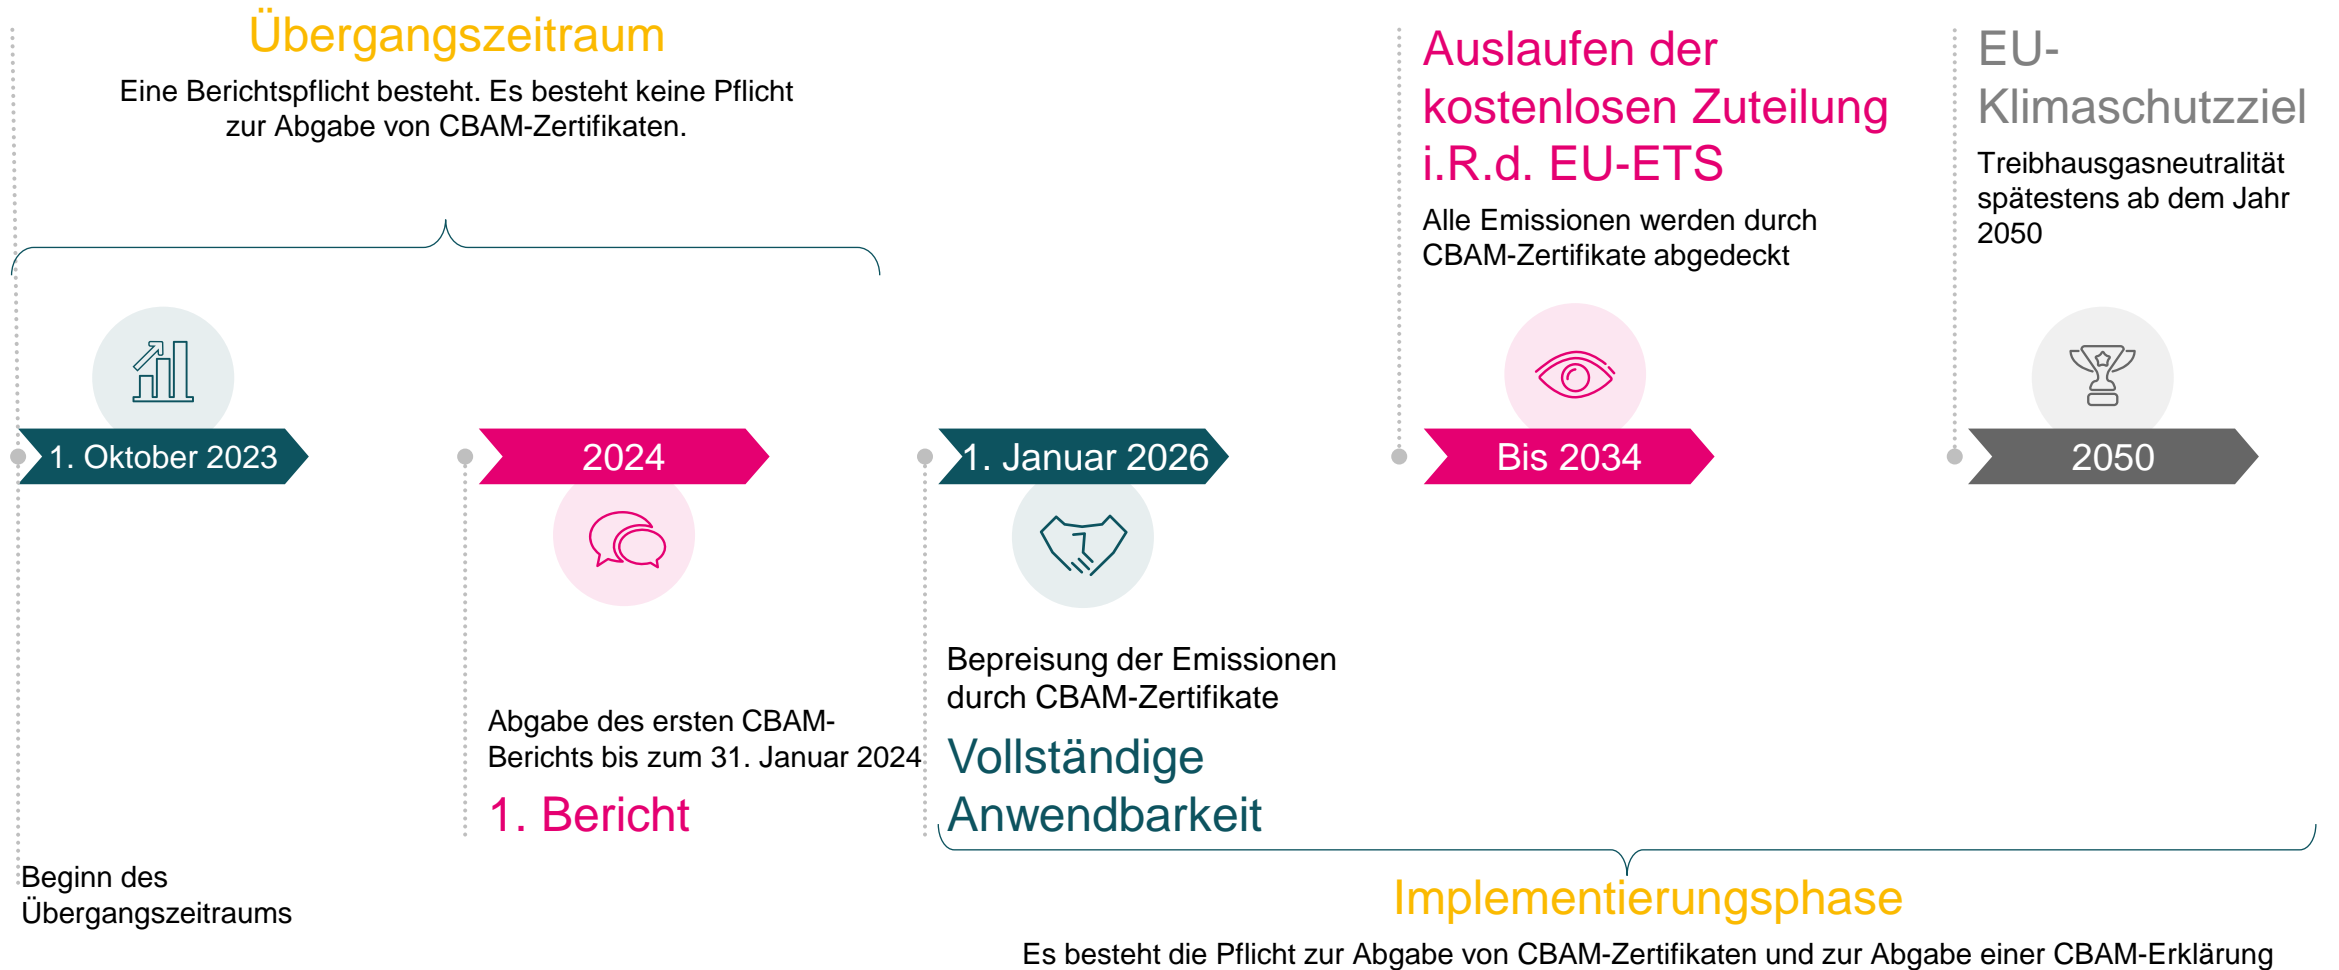 Übergangszeitraum
Eine Berichtspflicht besteht. Es besteht keine Pflicht
zur Abgabe von CBAM-Zertifikaten.
Auslaufen der
kostenlosen Zuteilung
i.R.d. EU-ETS
Alle Emissionen werden durch
CBAM-Zertifikate abgedeckt
EU-
Klimaschutzziel
Treibhausgasneutralität
spätestens ab dem Jahr
2050
1. Oktober 2023
2024
1. Januar 2026
Bis 2034
2050
Beginn des
Übergangszeitraums
Abgabe des ersten CBAM-
Berichts bis zum 31. Januar 2024
1. Bericht
Bepreisung der Emissionen
durch CBAM-Zertifikate
Vollständige
Anwendbarkeit
Implementierungsphase
Es besteht die Pflicht zur Abgabe von CBAM-Zertifikaten und zur Abgabe einer CBAM-Erklärung